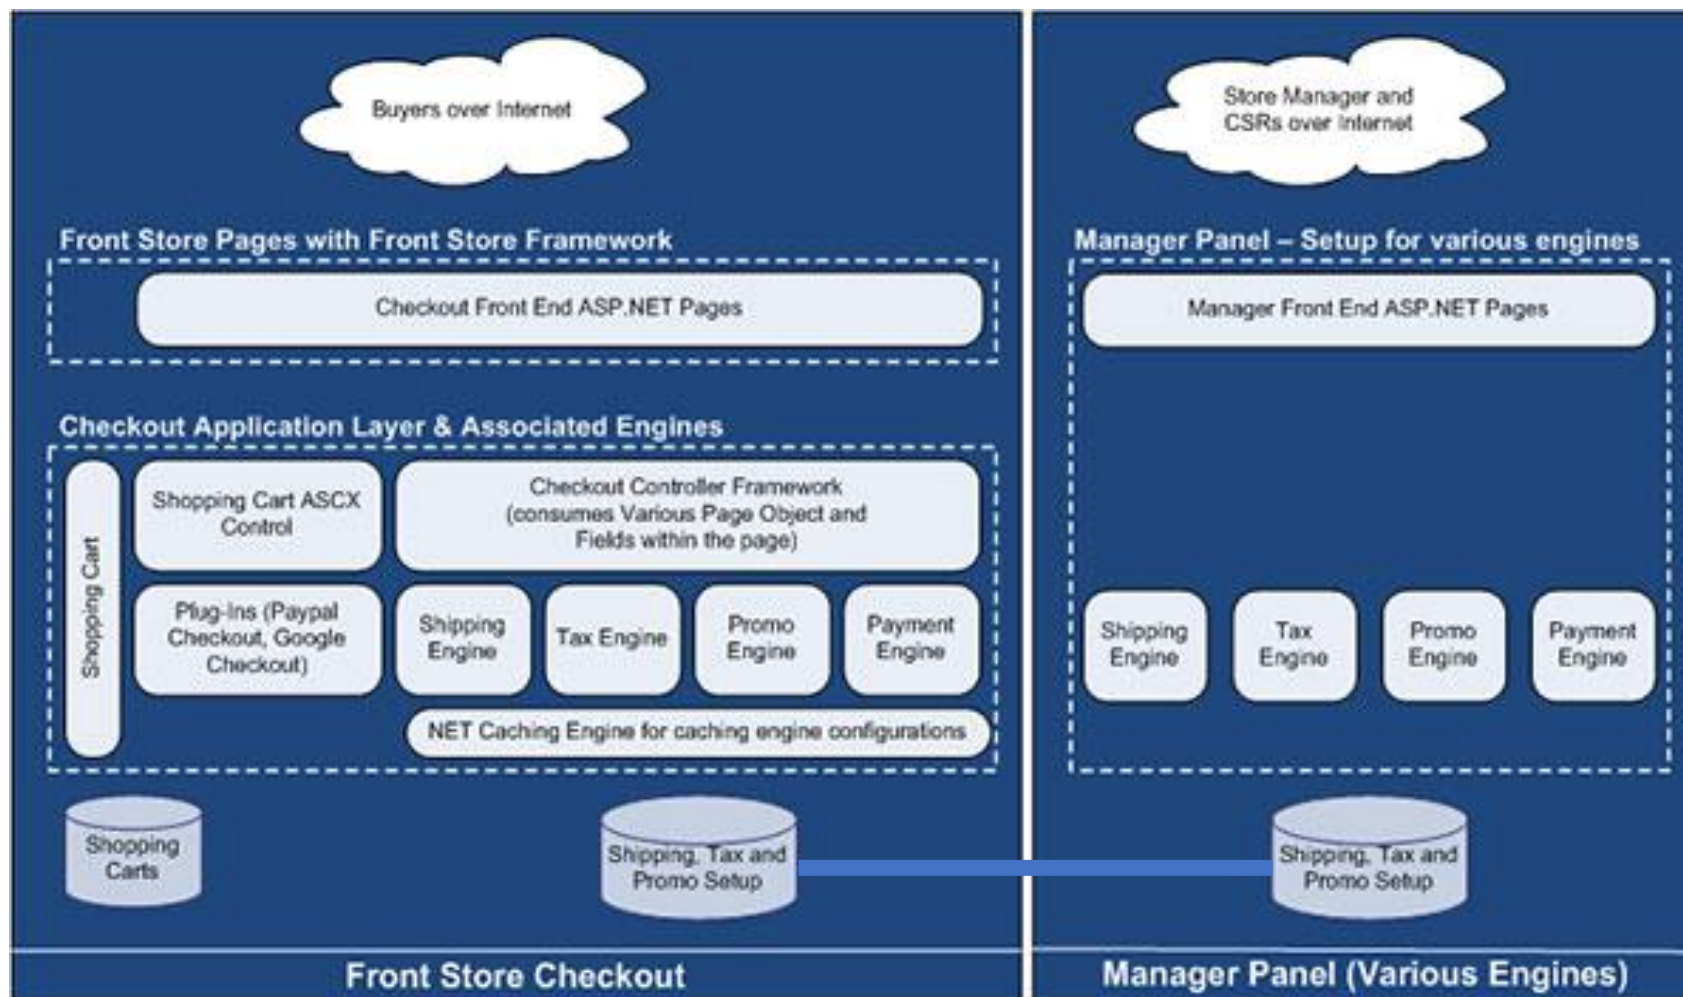 Buyers over Internet
Front Store Pages with Front Store Framework
Checkout Front End ASP.NET Pages
Checkout Application Layer & Associated Engines
Shopping Cart
Shopping Cart ASCX
Control
Checkout Controller Framework
(consumes Various Page Object and
Fields within the page)
Plug-Ins (Paypal
Checkout, Google
Checkout)
Shipping
Engine
Tax Engine
Promo
Engine
Payment
Engine
NET Caching Engine for caching engine configurations
Shopping
Carts
Shipping, Tax and
Promo Setup
Front Store Checkout
Store Manager and
CSRs over Internet
Manager Panel – Setup for various engines
Manager Front End ASP.NET Pages
Shipping
Engine
Tax
Engine
Promo
Engine
Payment
Engine
Shipping, Tax and
Promo Setup
Manager Panel (Various Engines)